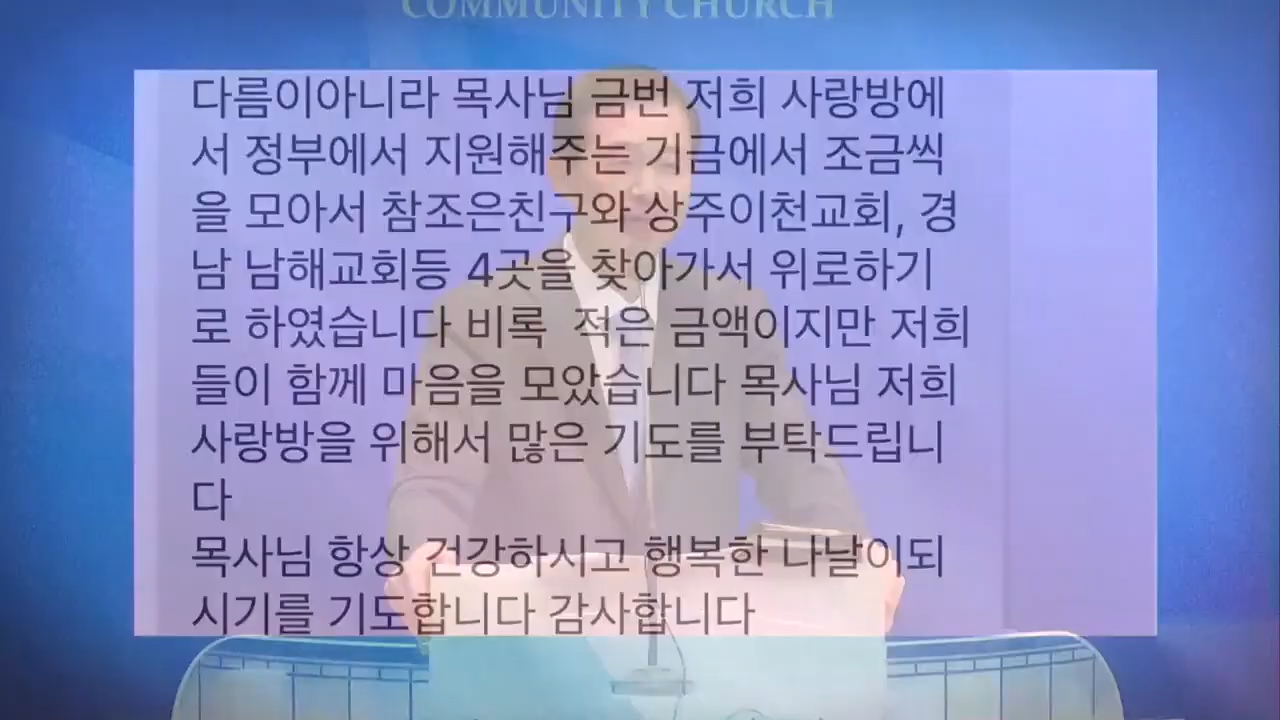 COMMUNITY CHURCH
다름이아니라 목사님 금번 저희 사랑방에
서 정부에서 지원해주는 기금에서 조금씩
을 모아서 참조은친구와 상주이천교회, 경
남 남해교회등 4곳을 찾아가서 위로하기
로 하였습니다 비록  적은 금액이지만 저희
들이 함께 마음을 모았습니다 목사님 저희
사랑방을 위해서 많은 기도를 부탁드립니
다
목사님 항상 건강하시고 행복한 나날이되
시기를 기도합니다 감사합니다